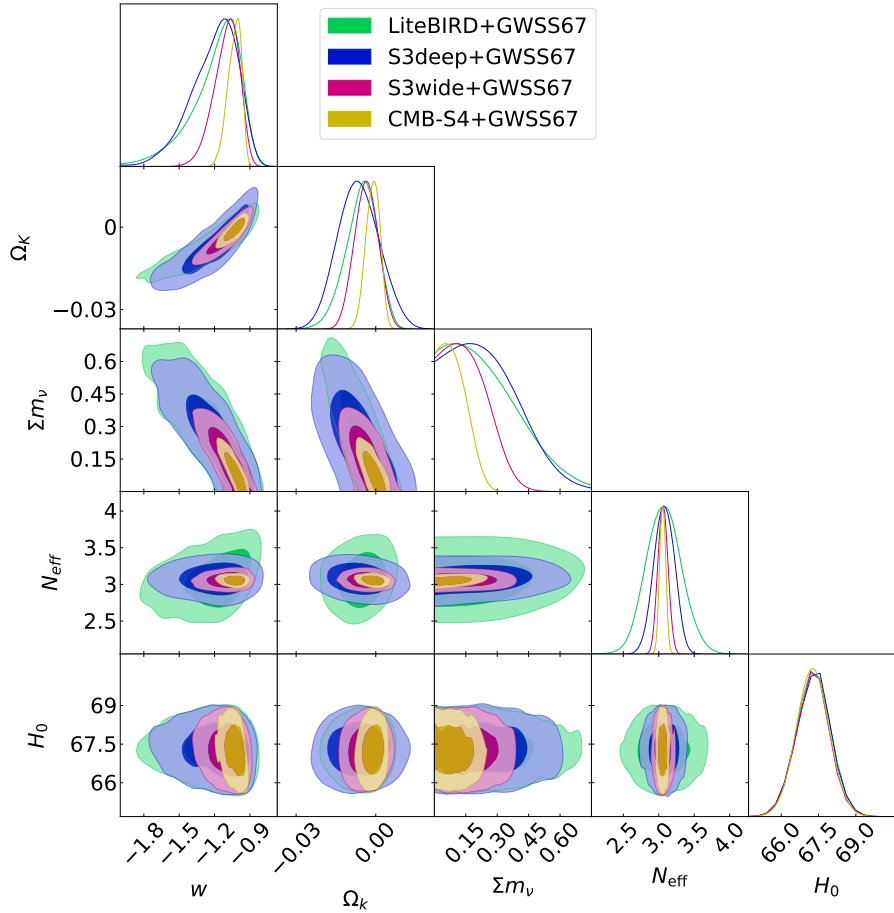 LiteBIRD+GWSS67
S3deep+GWSS67
S3wide+GWSS67
CMB-S4+GWSS67
0
−0.03
Ω_K
0.6
0.45
0.3
0.15
Σm_ν
4
3.5
3
2.5
N_eff
69
67.5
66
H_0
−1.8 −1.5 −1.2 −0.9
w
−0.03 0.00
Ω_k
0.15 0.30 0.45 0.60
Σm_ν
2.5 3.0 3.5 4.0
N_eff
66.0 67.5 69.0
H_0